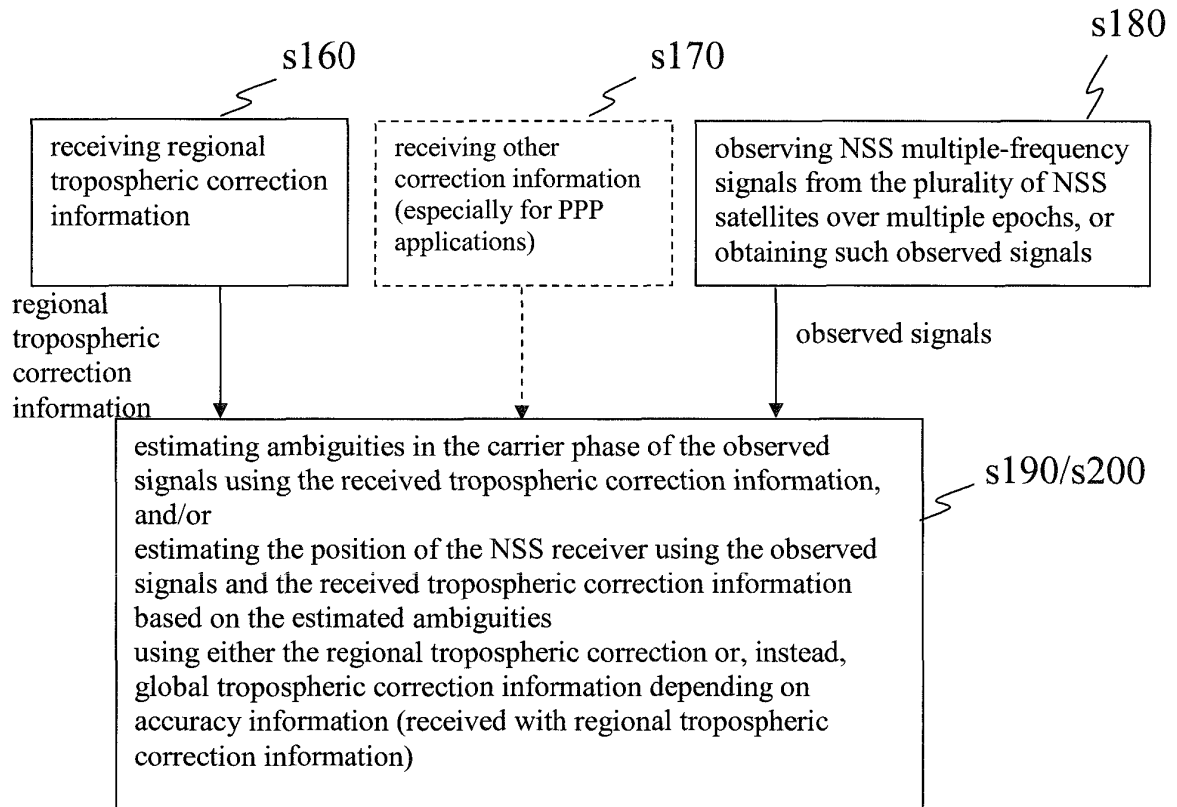 s160
s170
s180
receiving regional
tropospheric correction
information
receiving other
correction information
(especially for PPP
applications)
observing NSS multiple-frequency
signals from the plurality of NSS
satellites over multiple epochs, or
obtaining such observed signals
regional
tropospheric
correction
information
observed signals
estimating ambiguities in the carrier phase of the observed
signals using the received tropospheric correction information,
and/or
estimating the position of the NSS receiver using the observed
signals and the received tropospheric correction information
based on the estimated ambiguities
using either the regional tropospheric correction or, instead,
global tropospheric correction information depending on
accuracy information (received with regional tropospheric
correction information)
s190/s200